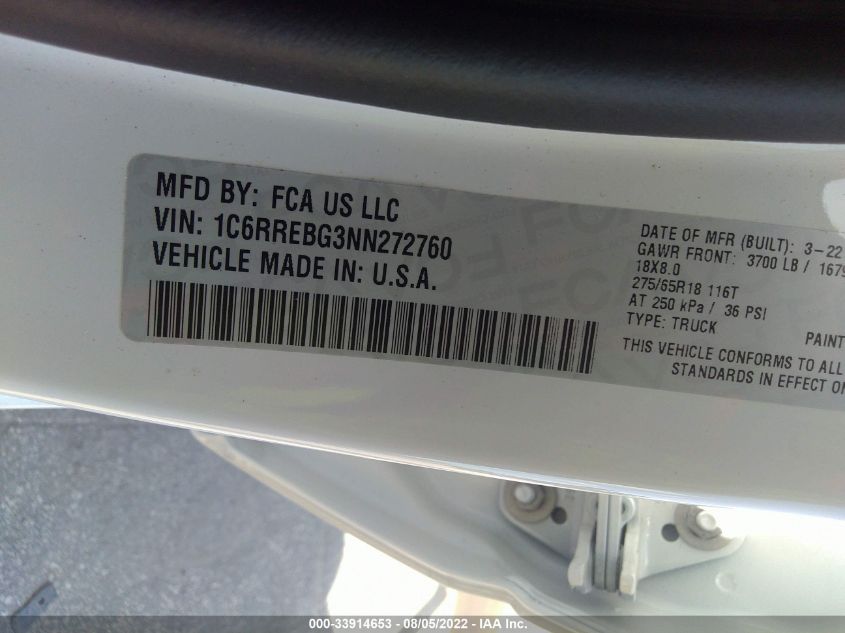 MFD BY: FCA US LLC
VIN: 1C6RREBG3NN272760
VEHICLE MADE IN: U.S.A.
DATE OF MFR (BUILT): 3-22
GAWR FRONT: 3700 LB / 1679
18X8.0
275/65R18 116T
AT 250 kPa / 36 PSI
TYPE: TRUCK
PAINT
THIS VEHICLE CONFORMS TO ALL
STANDARDS IN EFFECT ON
000-33914653 - 08/05/2022 - IAA Inc.